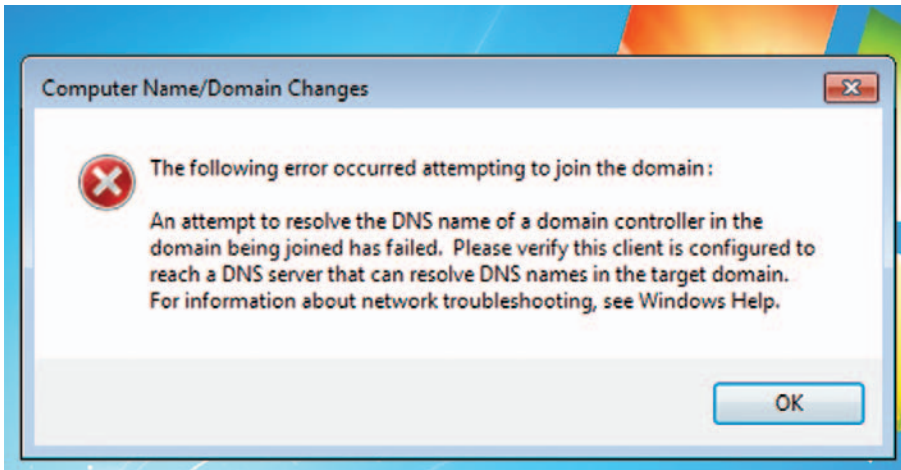 Computer Name/Domain Changes
The following error occurred attempting to join the domain:
An attempt to resolve the DNS name of a domain controller in the
domain being joined has failed. Please verify this client is configured to
reach a DNS server that can resolve DNS names in the target domain.
For information about network troubleshooting, see Windows Help.
OK